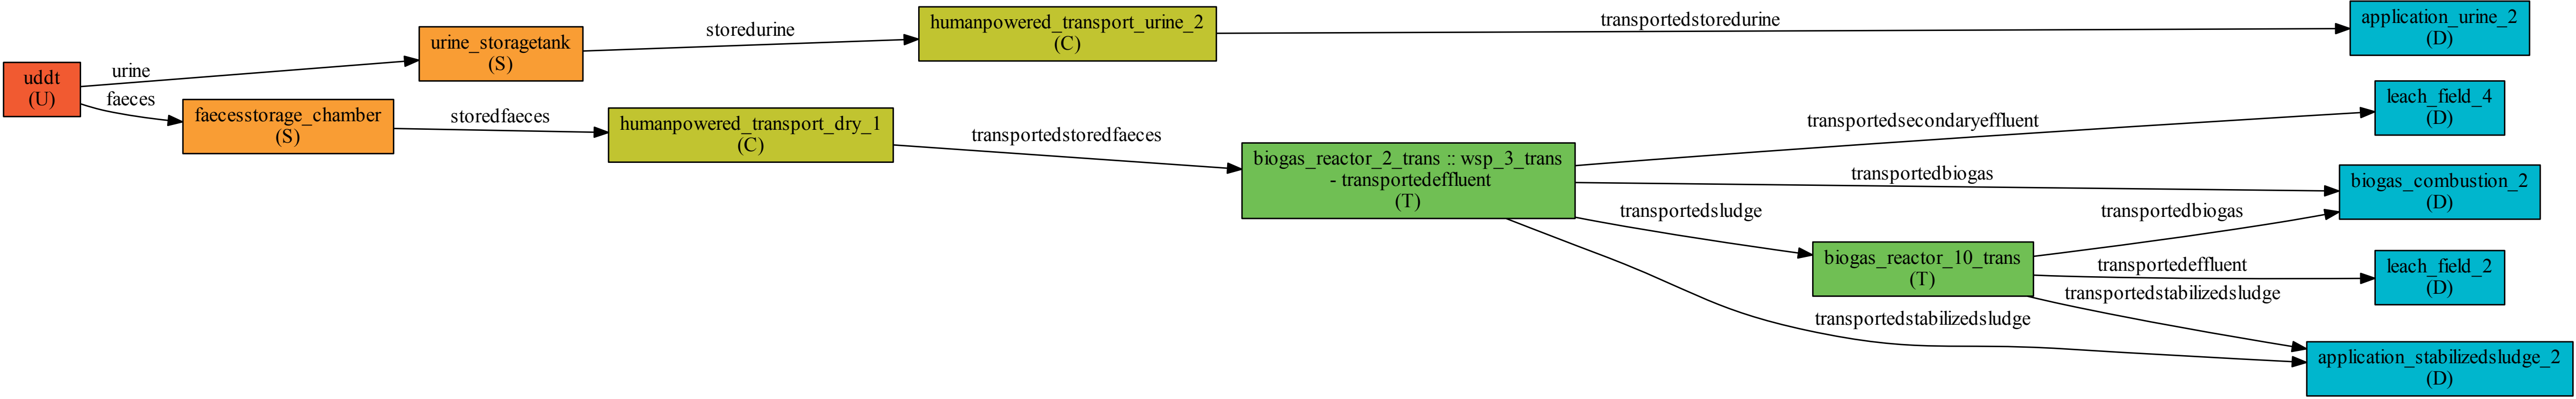 uddt
(U)
urine
faeces
urine_storagetank
(S)
faecesstorage_chamber
(S)
storedurine
storedfaeces
humanpowered_transport_urine_2
(C)
humanpowered_transport_dry_1
(C)
transportedstoredurine
transportedstoredfaeces
biogas_reactor_2_trans :: wsp_3_trans
- transportedeffluent
(T)
transportedsecondaryeffluent
transportedbiogas
transportedsludge
transportedstabilizedsludge
biogas_reactor_10_trans
(T)
transportedbiogas
transportedeffluent
transportedstabilizedsludge
application_urine_2
(D)
leach_field_4
(D)
biogas_combustion_2
(D)
leach_field_2
(D)
application_stabilizedsludge_2
(D)